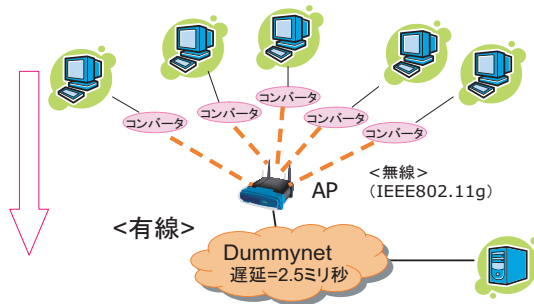 コンバータ
コンバータ
コンバータ
コンバータ
コンバータ
AP
<無線>
(IEEE802.11g)
<有線>
Dummynet
遅延=2.5ミリ秒